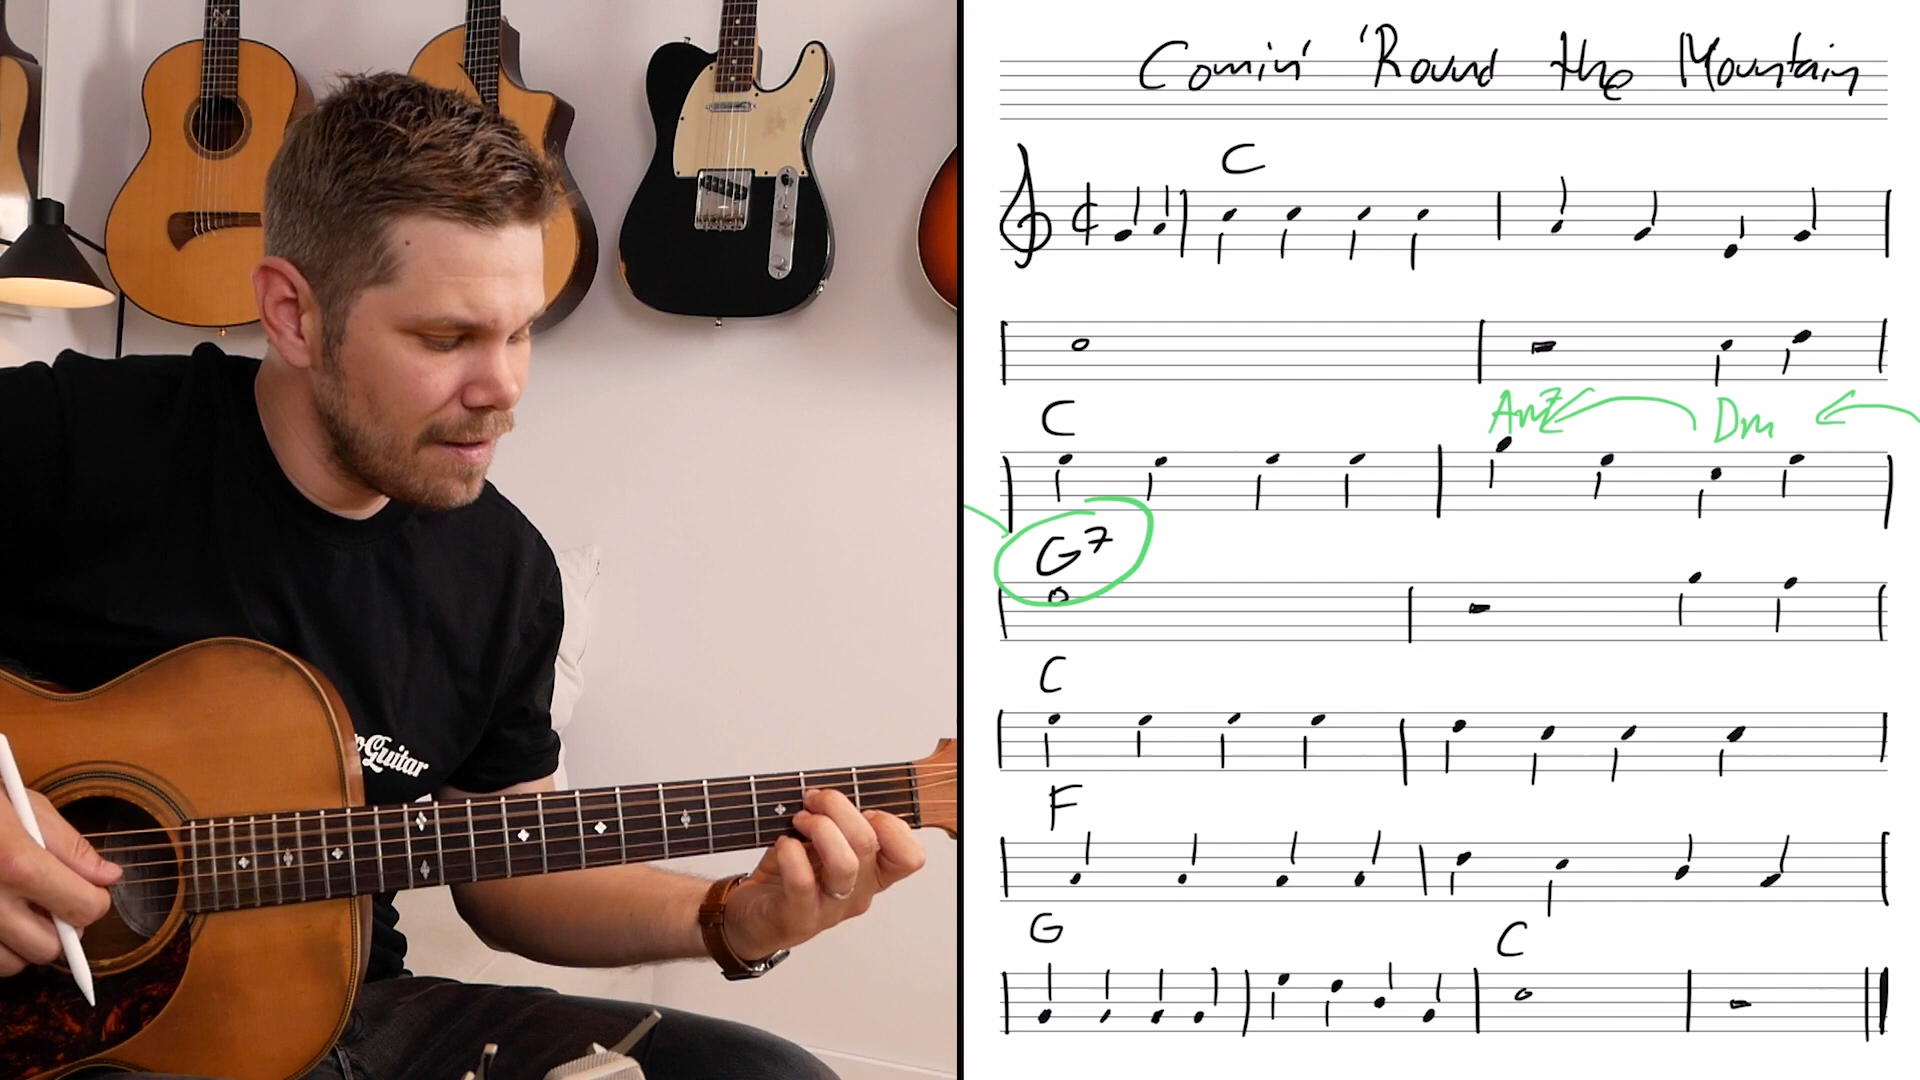 Comin' 'Round the Mountain
C
C Am7 Dm
G7
C
F
G C
Guitar